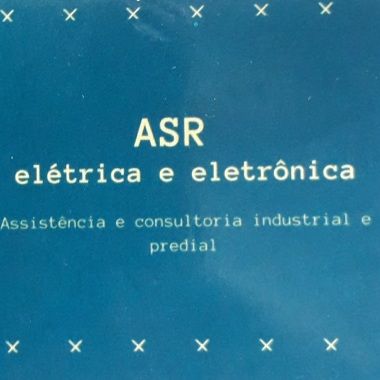 ASR
elétrica e eletrônica
Assistência e consultoria industrial e
predial